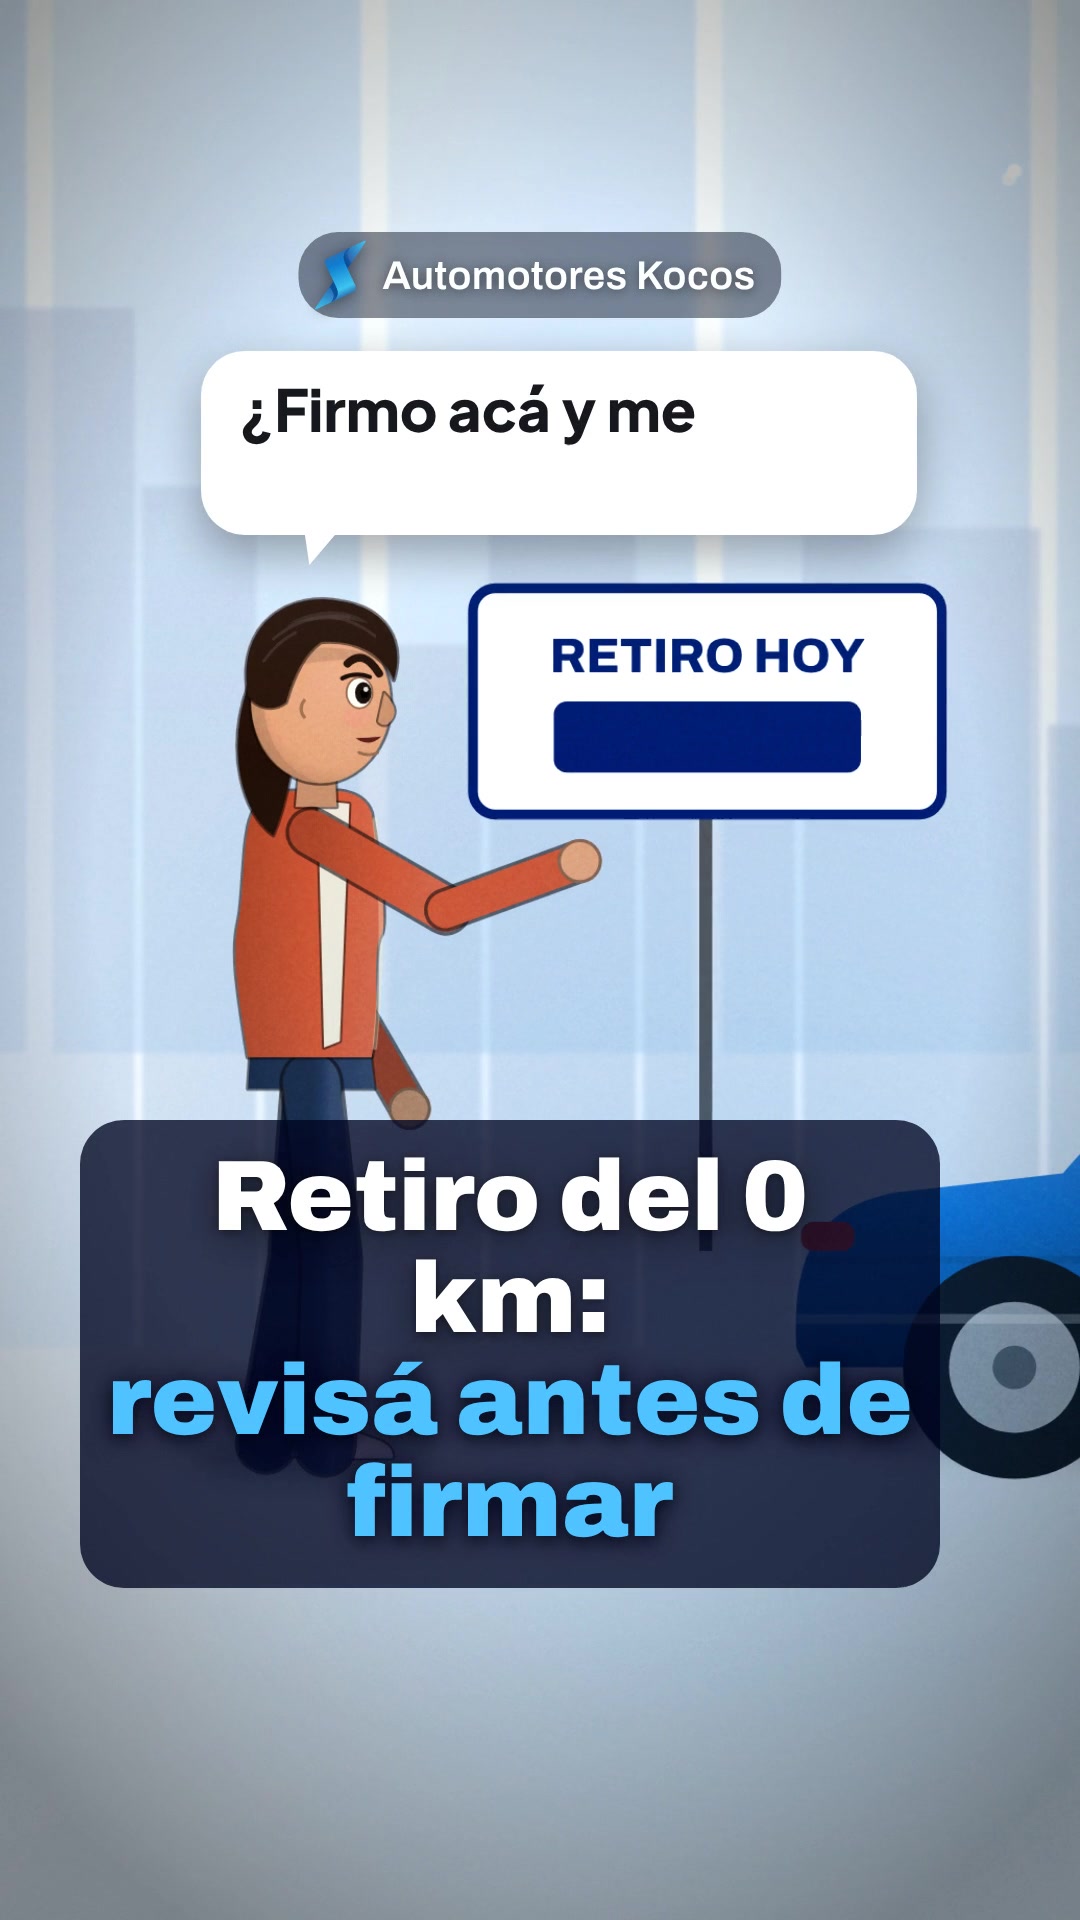 Automotores Kocos
¿Firmo acá y me
RETIRO HOY
Retiro del 0
km:
revisá antes de
firmar